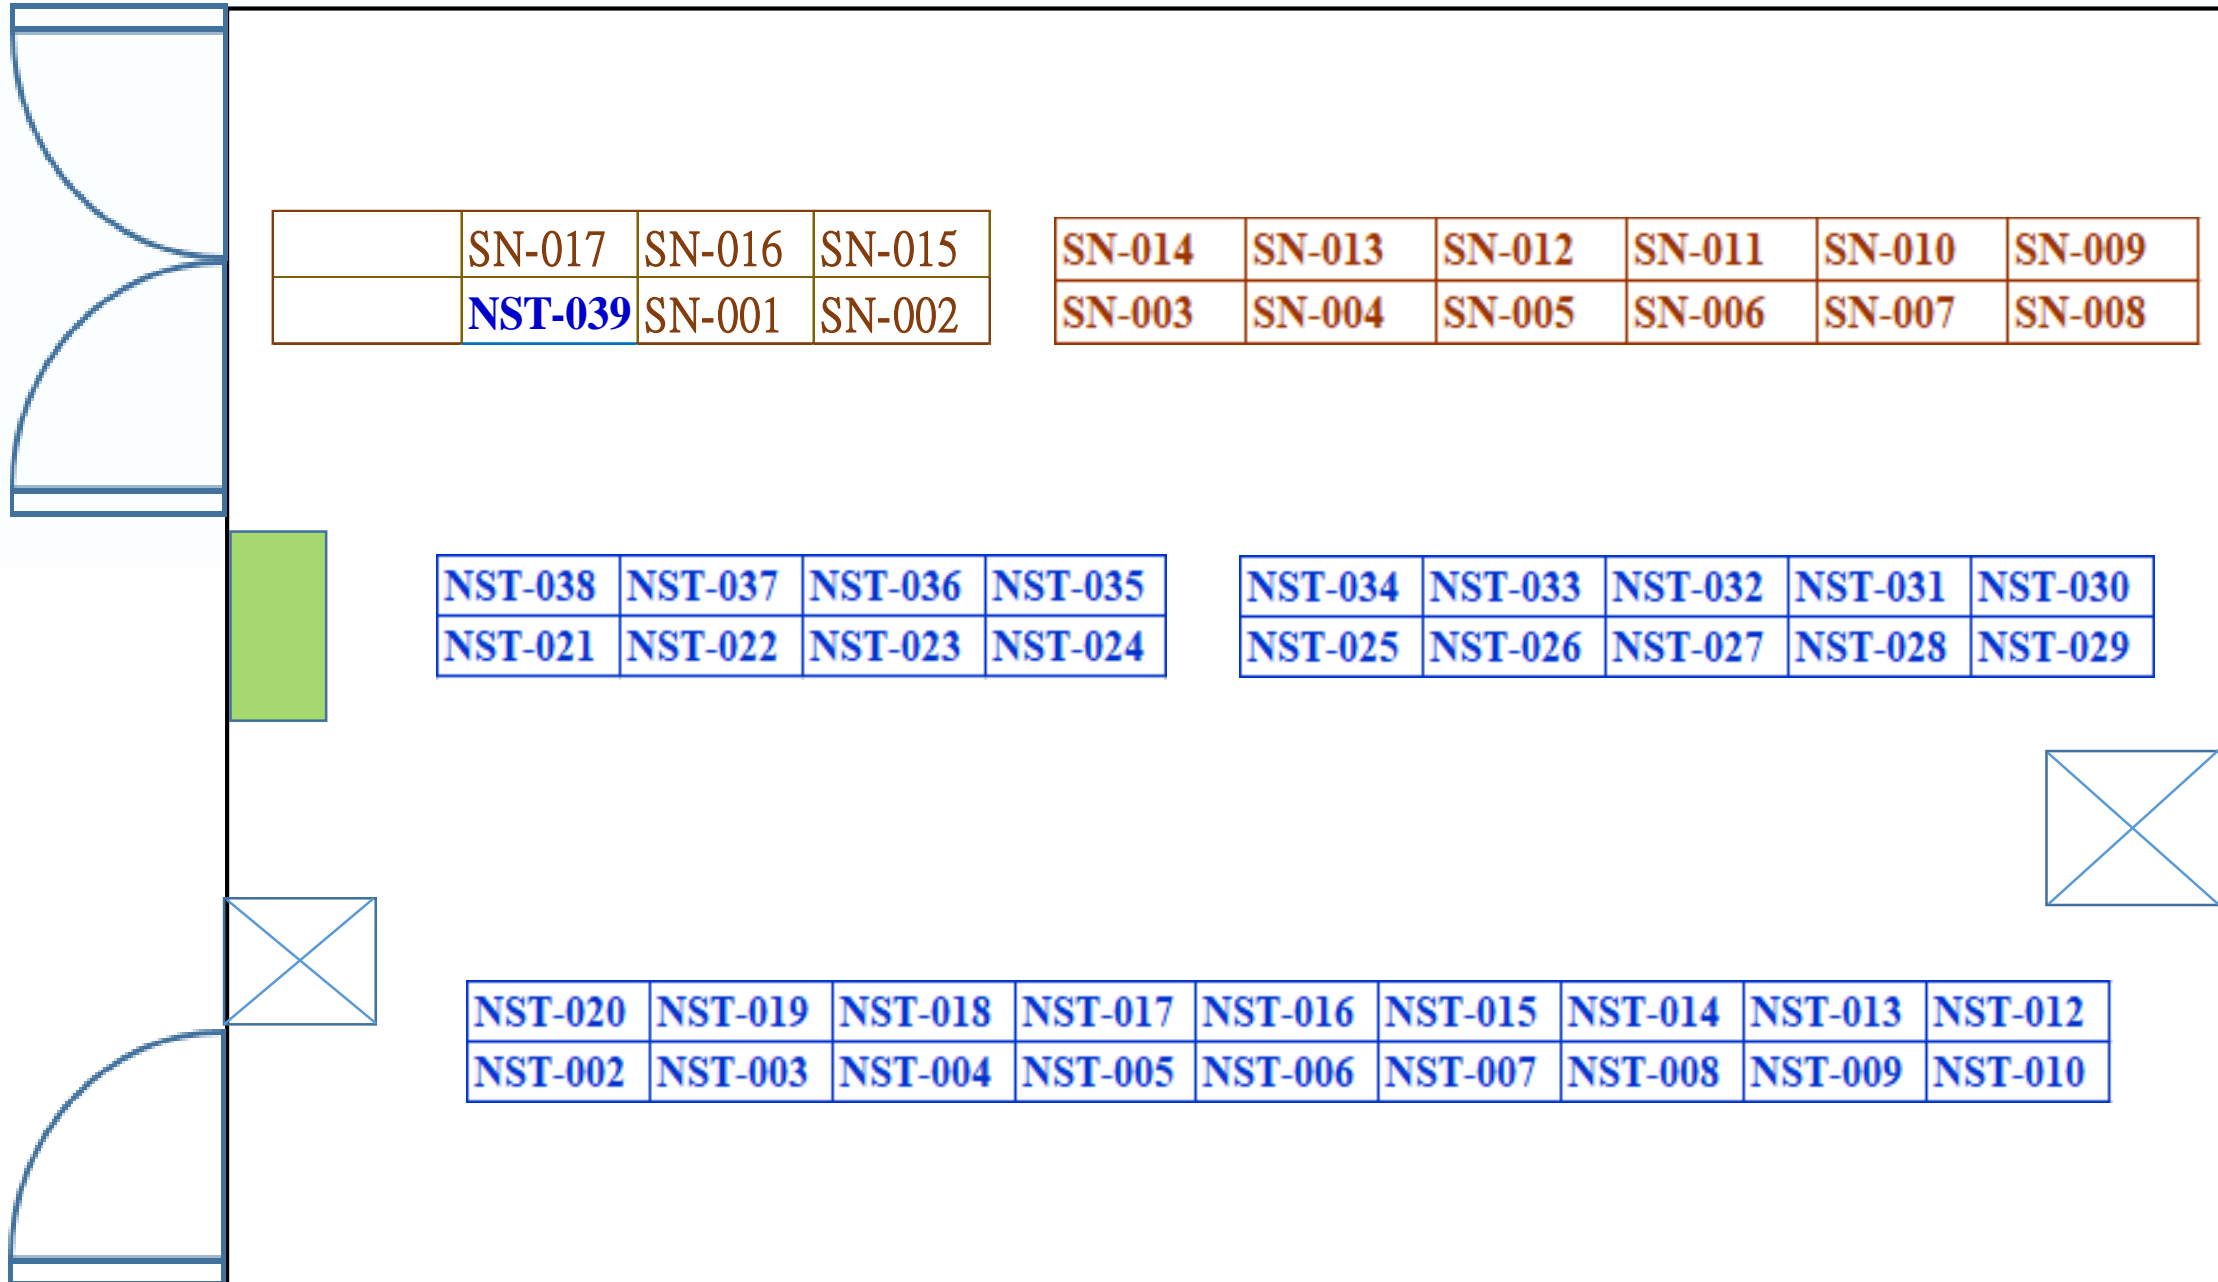 SN-017 SN-016 SN-015 SN-014 SN-013 SN-012 SN-011 SN-010 SN-009
NST-039 SN-001 SN-002 SN-003 SN-004 SN-005 SN-006 SN-007 SN-008
NST-038 NST-037 NST-036 NST-035 NST-034 NST-033 NST-032 NST-031 NST-030
NST-021 NST-022 NST-023 NST-024 NST-025 NST-026 NST-027 NST-028 NST-029
NST-020 NST-019 NST-018 NST-017 NST-016 NST-015 NST-014 NST-013 NST-012
NST-002 NST-003 NST-004 NST-005 NST-006 NST-007 NST-008 NST-009 NST-010